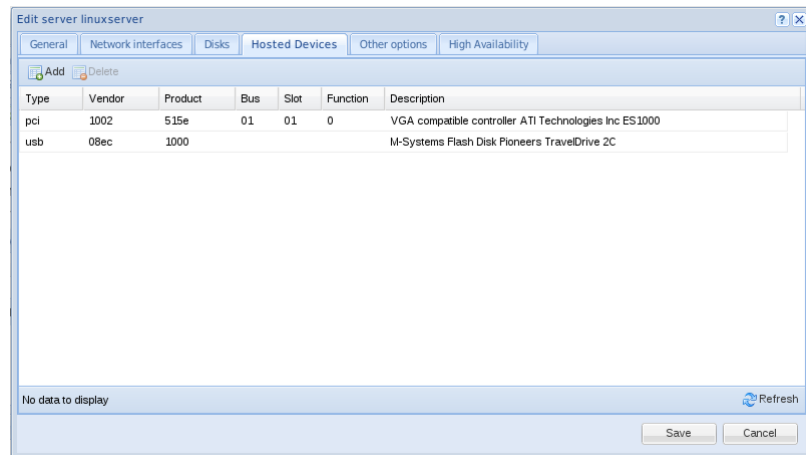 Edit server linuxserver ? X
General Network interfaces Disks Hosted Devices Other options High Availability
Add Delete
Type Vendor Product Bus Slot Function Description
pci 1002 515e 01 01 0 VGA compatible controller ATI Technologies Inc ES1000
usb 08ec 1000 M-Systems Flash Disk Pioneers TravelDrive 2C
No data to display Refresh
Save Cancel